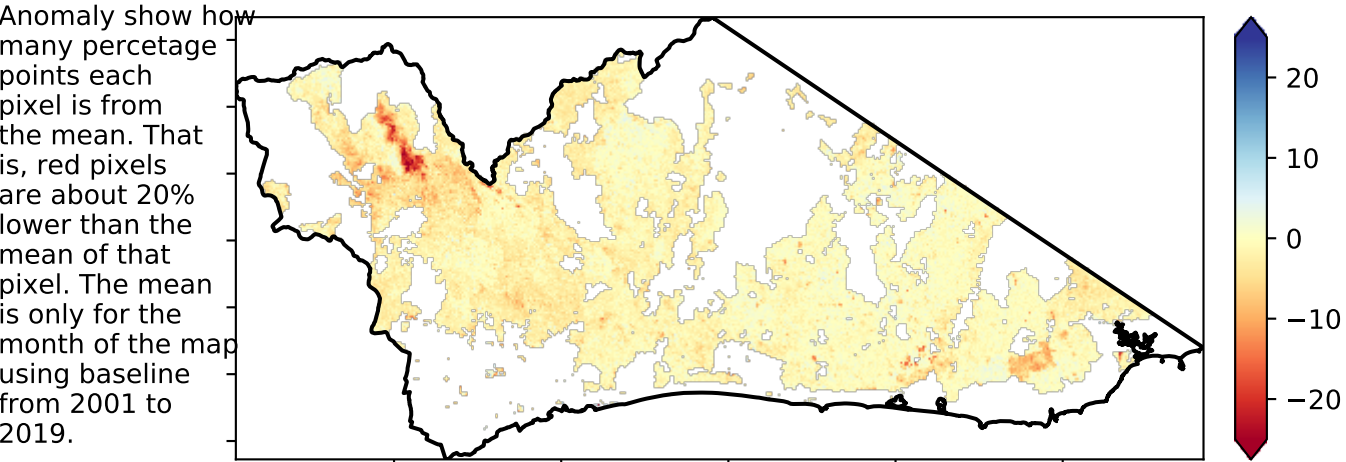 Anomaly show how
many percetage
points each
pixel is from
the mean. That
is, red pixels
are about 20%
lower than the
mean of that
pixel. The mean
is only for the
month of the map
using baseline
from 2001 to
2019.
20
10
0
−10
−20